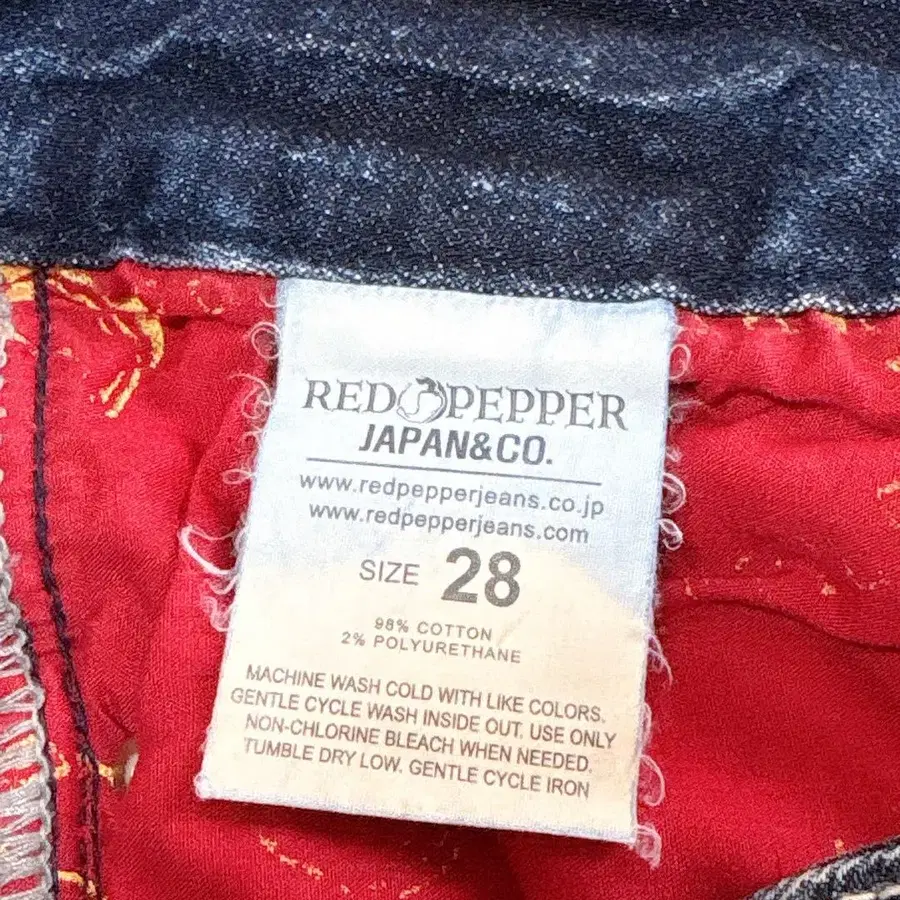 RED PEPPER
JAPAN&CO.
www.redpepperjeans.co.jp
www.redpepperjeans.com
SIZE 28
98% COTTON
2% POLYURETHANE
MACHINE WASH COLD WITH LIKE COLORS.
GENTLE CYCLE WASH INSIDE OUT. USE ONLY
NON-CHLORINE BLEACH WHEN NEEDED.
TUMBLE DRY LOW. GENTLE CYCLE IRON